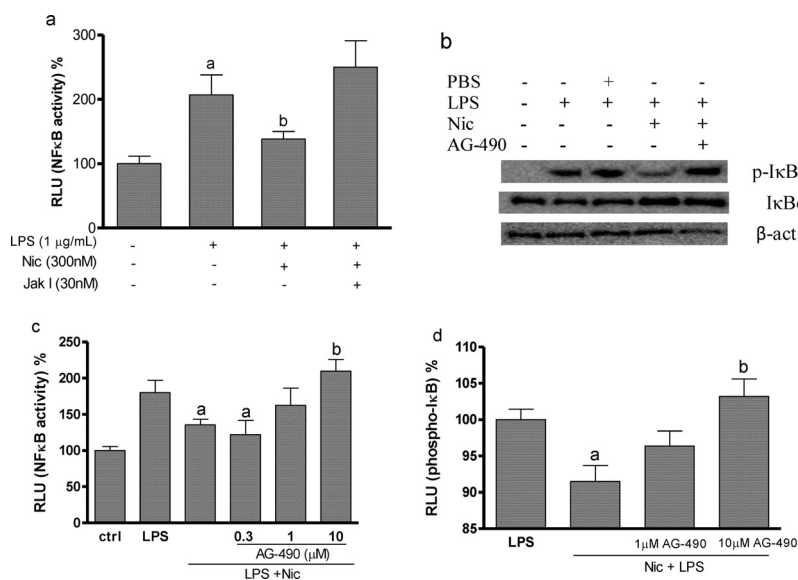 a
RLU (NFκB activity) %
300
200
100
0
a
b
LPS (1 μg/mL) - + + +
Nic (300nM) - - + +
Jak I (30nM) - - - +
b
PBS - - + - -
LPS - + + + +
Nic - - - + +
AG-490 - - - - +
p-IκB
IκBα
β-act
c
RLU (NFκB activity) %
250
200
150
100
50
0
a
a
b
ctrl LPS 0.3 1 10
AG-490 (μM)
LPS +Nic
d
RLU (phospho-IκB) %
110
105
100
95
90
85
a
b
LPS 1μM AG-490 10μM AG-490
Nic + LPS